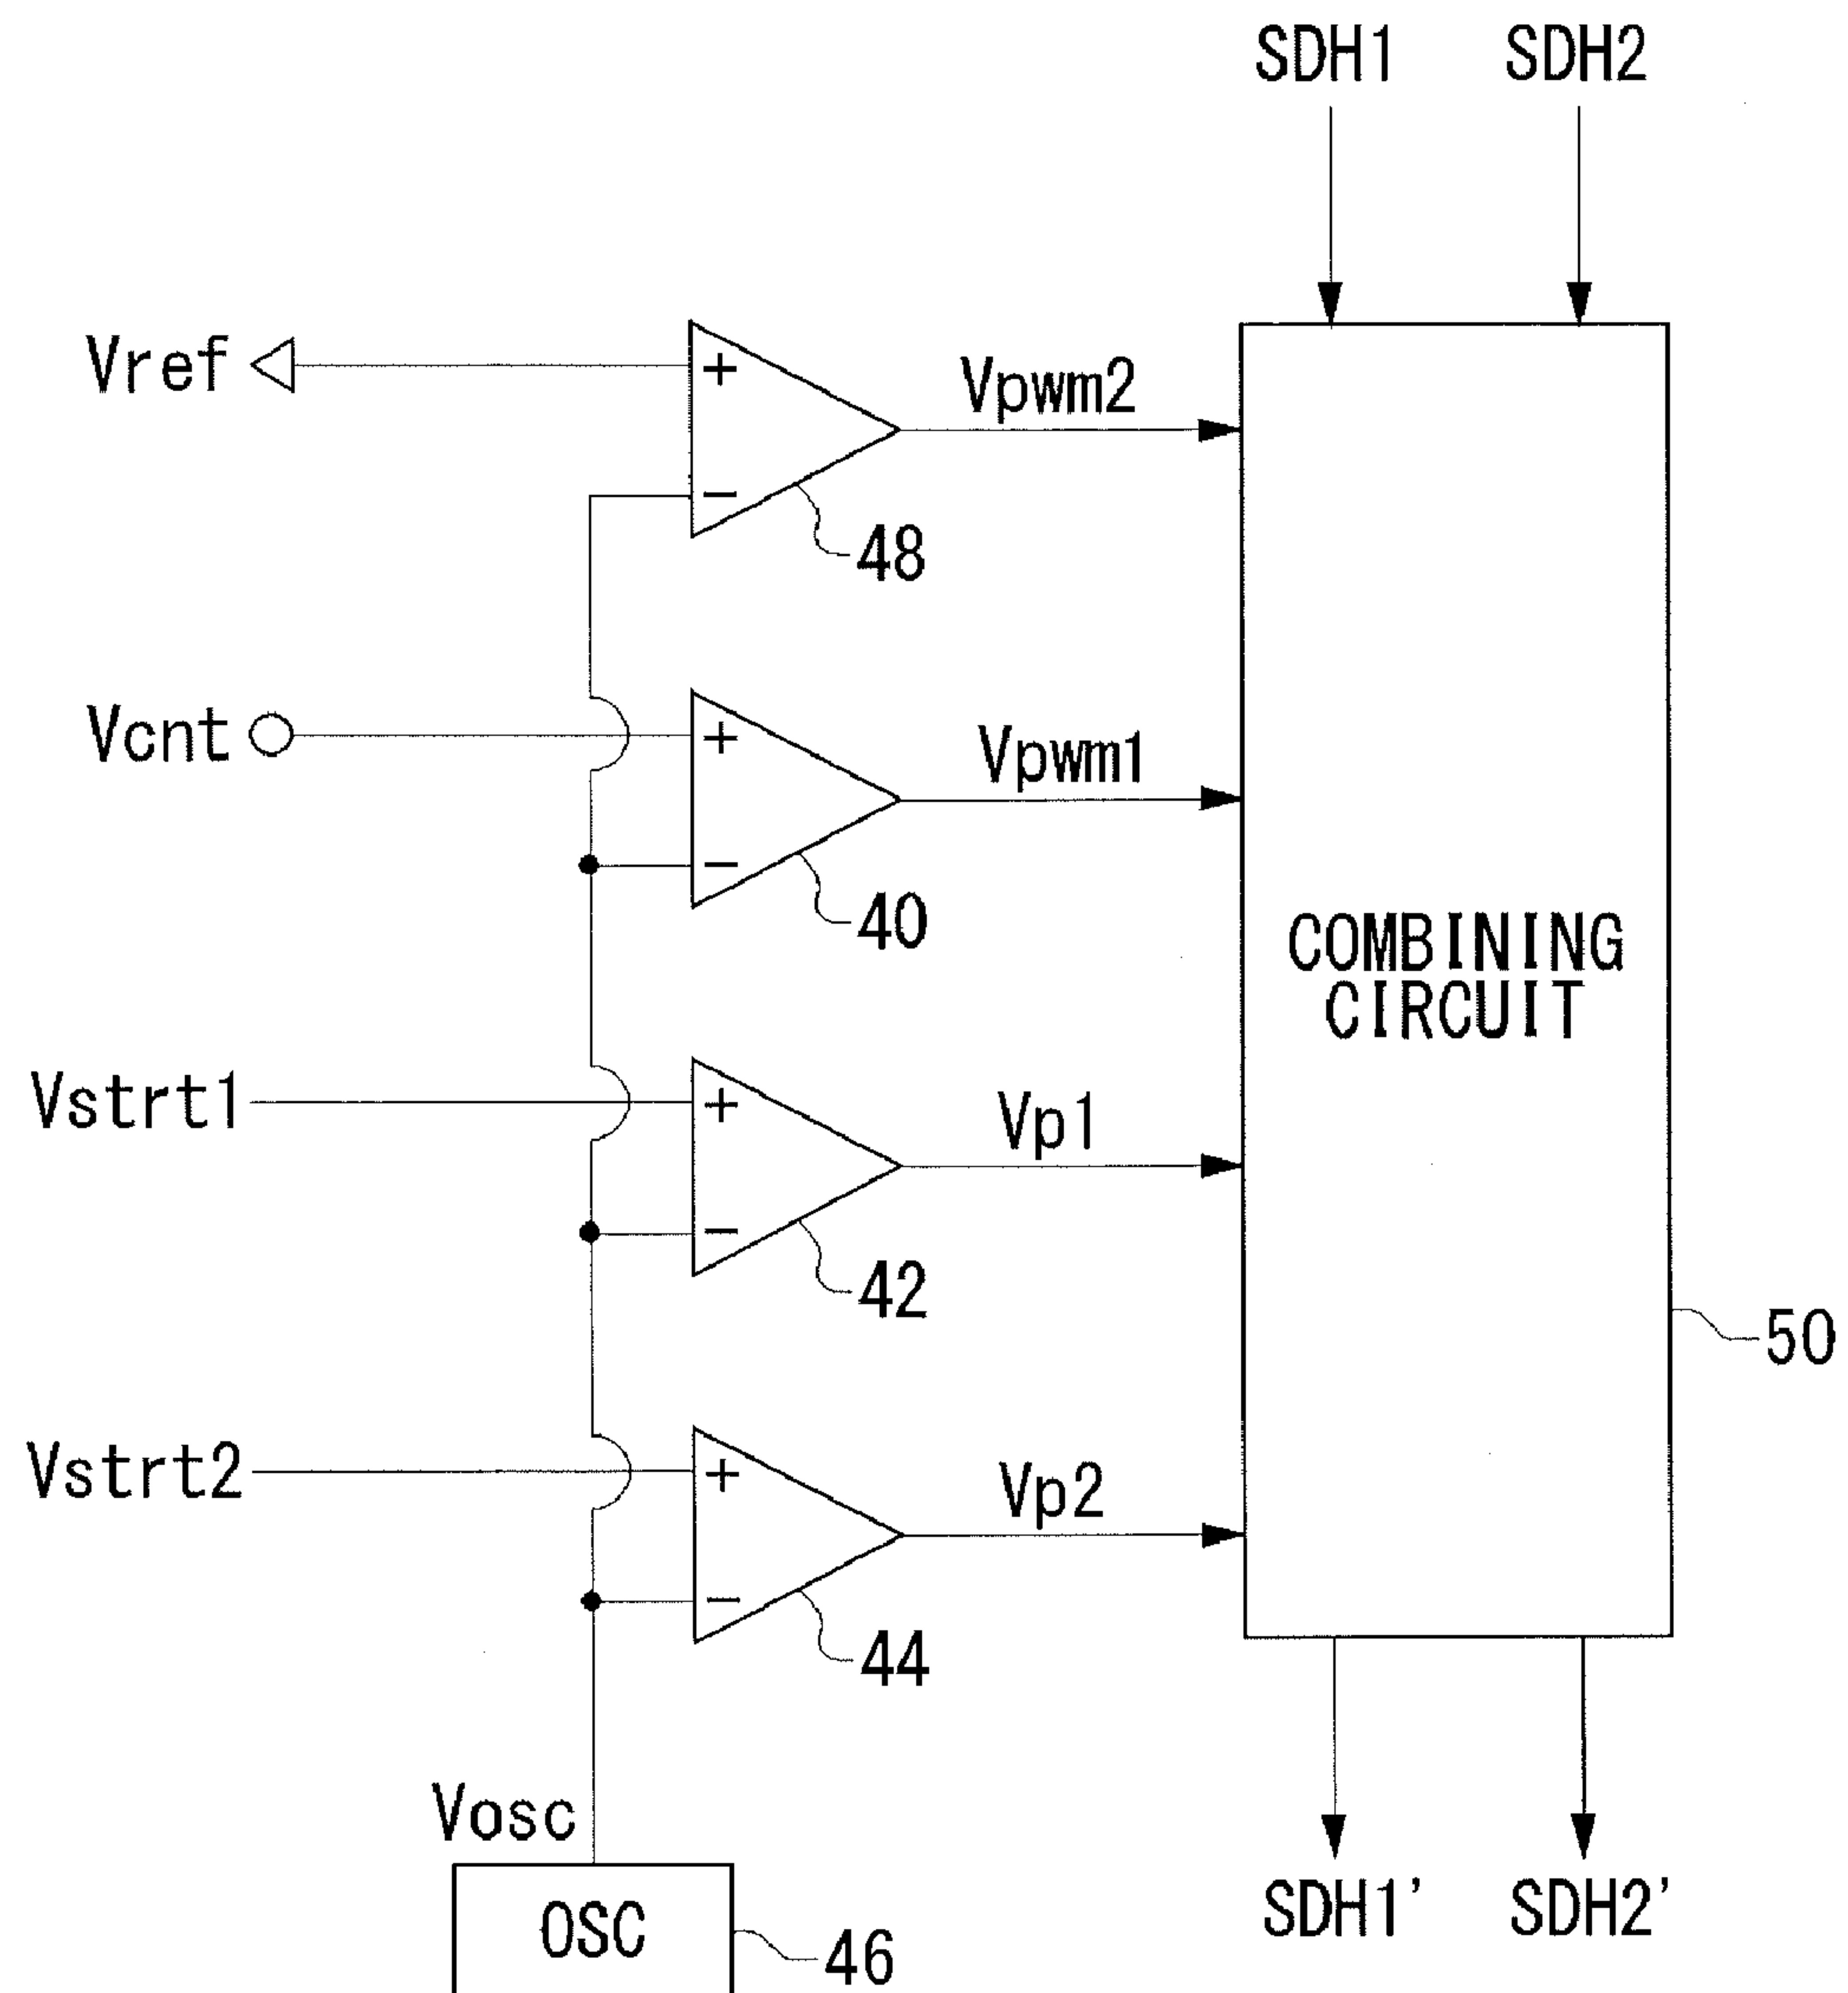 SDH1 SDH2
Vref + Vpwm2
− 48
Vcnt + Vpwm1
− 40
COMBINING
CIRCUIT
Vstrt1 + Vp1
− 42
50
Vstrt2 + Vp2
− 44
Vosc
SDH1' SDH2'
OSC 46